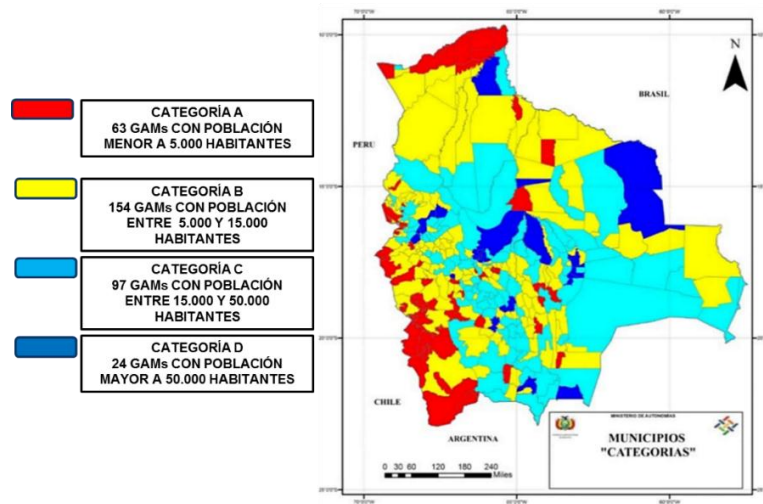 CATEGORÍA A
63 GAMs CON POBLACIÓN
MENOR A 5.000 HABITANTES
CATEGORÍA B
154 GAMs CON POBLACIÓN
ENTRE 5.000 Y 15.000
HABITANTES
CATEGORÍA C
97 GAMs CON POBLACIÓN
ENTRE 15.000 Y 50.000
HABITANTES
CATEGORÍA D
24 GAMs CON POBLACIÓN
MAYOR A 50.000 HABITANTES
N
BRASIL
PERU
CHILE
ARGENTINA
0 30 60 120 180 240
Miles
MINISTERIO DE AUTONOMIAS
MUNICIPIOS
"CATEGORIAS"